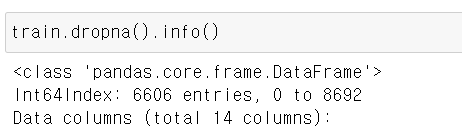 train.dropna().info()
<class 'pandas.core.frame.DataFrame'>
Int64Index: 6606 entries, 0 to 8692
Data columns (total 14 columns):